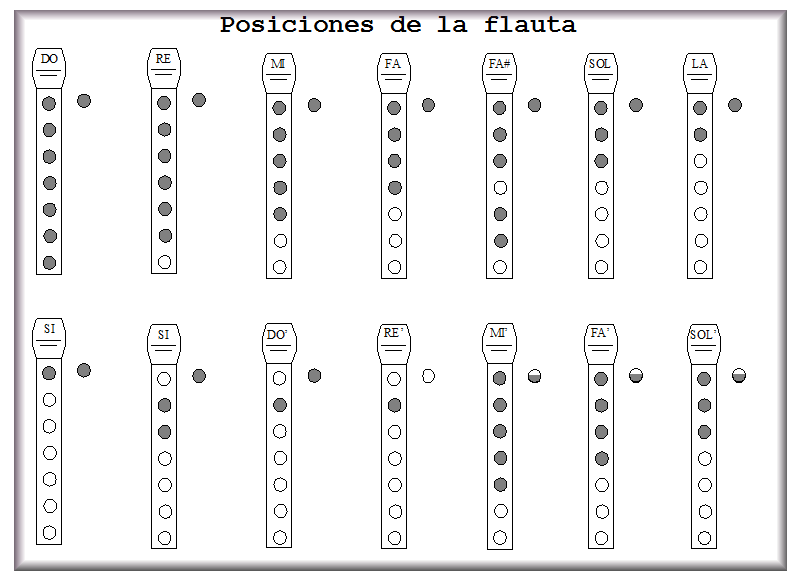 Posiciones de la flauta
DO RE MI FA FA# SOL LA
SI SI DO’ RE’ MI’ FA’ SOL’